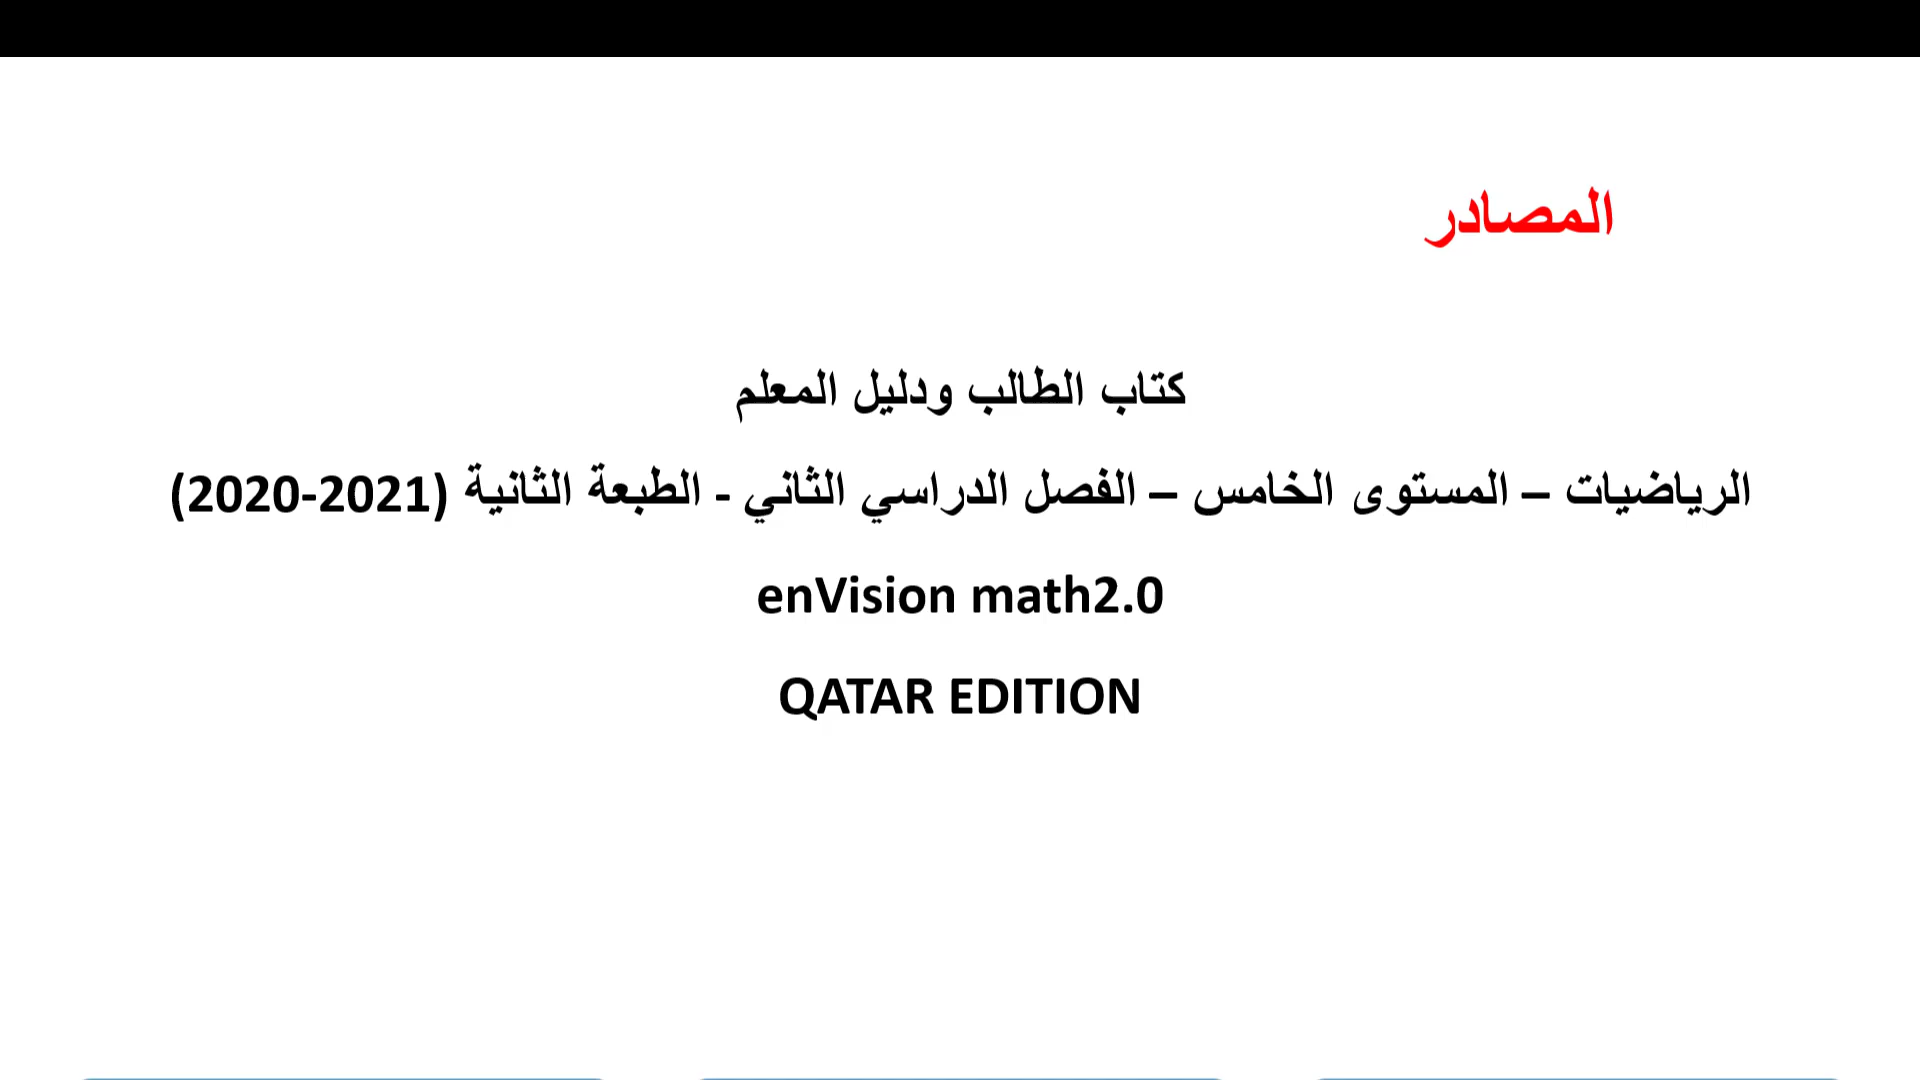 المصادر
كتاب الطالب ودليل المعلم
الرياضيات – المستوى الخامس – الفصل الدراسي الثاني - الطبعة الثانية (2021-2020)
enVision math2.0
QATAR EDITION